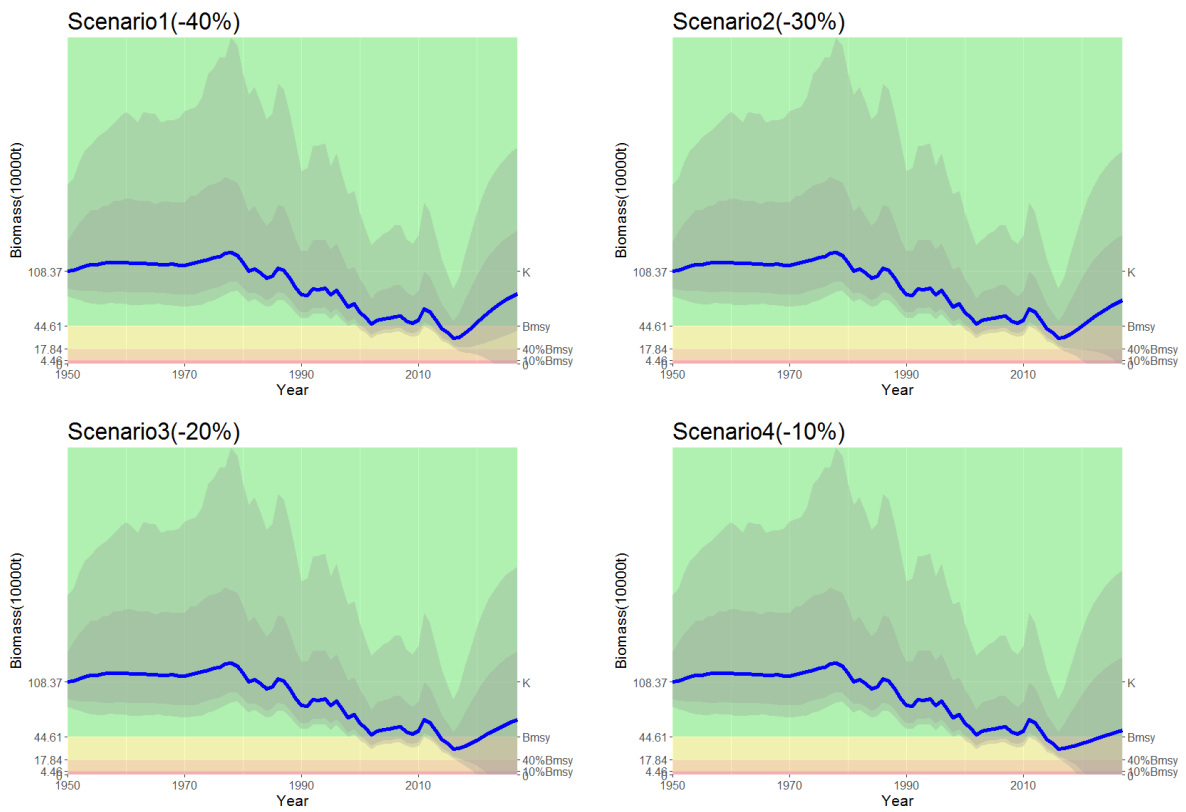 Scenario1(-40%)
Biomass(10000t)
108.37
44.61
17.84
4.46
0
K
Bmsy
40%Bmsy
10%Bmsy
0
1950
1970
1990
2010
Year
Scenario2(-30%)
Biomass(10000t)
108.37
44.61
17.84
4.46
0
K
Bmsy
40%Bmsy
10%Bmsy
0
1950
1970
1990
2010
Year
Scenario3(-20%)
Biomass(10000t)
108.37
44.61
17.84
4.46
0
K
Bmsy
40%Bmsy
10%Bmsy
0
1950
1970
1990
2010
Year
Scenario4(-10%)
Biomass(10000t)
108.37
44.61
17.84
4.46
0
K
Bmsy
40%Bmsy
10%Bmsy
0
1950
1970
1990
2010
Year